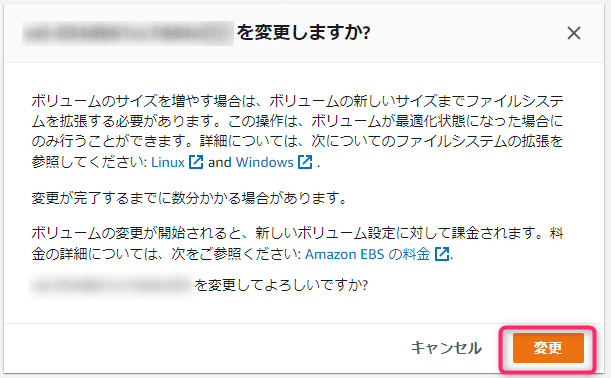 を変更しますか?
ボリュームのサイズを増やす場合は、ボリュームの新しいサイズまでファイルシステ
ムを拡張する必要があります。この操作は、ボリュームが最適化状態になった場合に
のみ行うことができます。詳細については、次についてのファイルシステムの拡張を
参照してください: Linux and Windows .
変更が完了するまでに数分かかる場合があります。
ボリュームの変更が開始されると、新しいボリューム設定に対して課金されます。料
金の詳細については、次をご参照ください: Amazon EBS の料金 .
を変更してよろしいですか?
キャンセル 変更